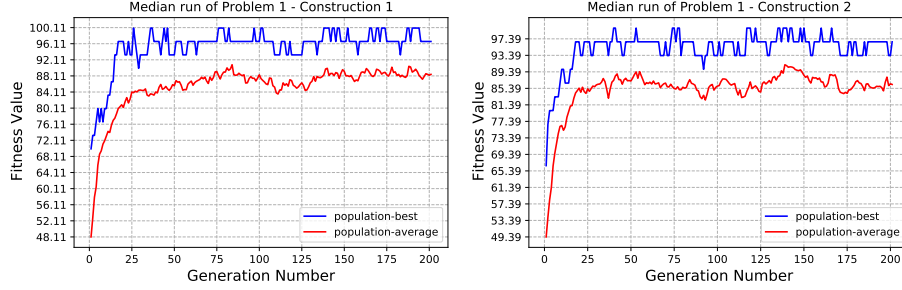 Median run of Problem 1 - Construction 1
Fitness Value
100.11
96.11
92.11
88.11
84.11
80.11
76.11
72.11
68.11
64.11
60.11
56.11
52.11
48.11
0 25 50 75 100 125 150 175 200
Generation Number
population-best
population-average
Median run of Problem 1 - Construction 2
Fitness Value
97.39
93.39
89.39
85.39
81.39
77.39
73.39
69.39
65.39
61.39
57.39
53.39
49.39
0 25 50 75 100 125 150 175 200
Generation Number
population-best
population-average